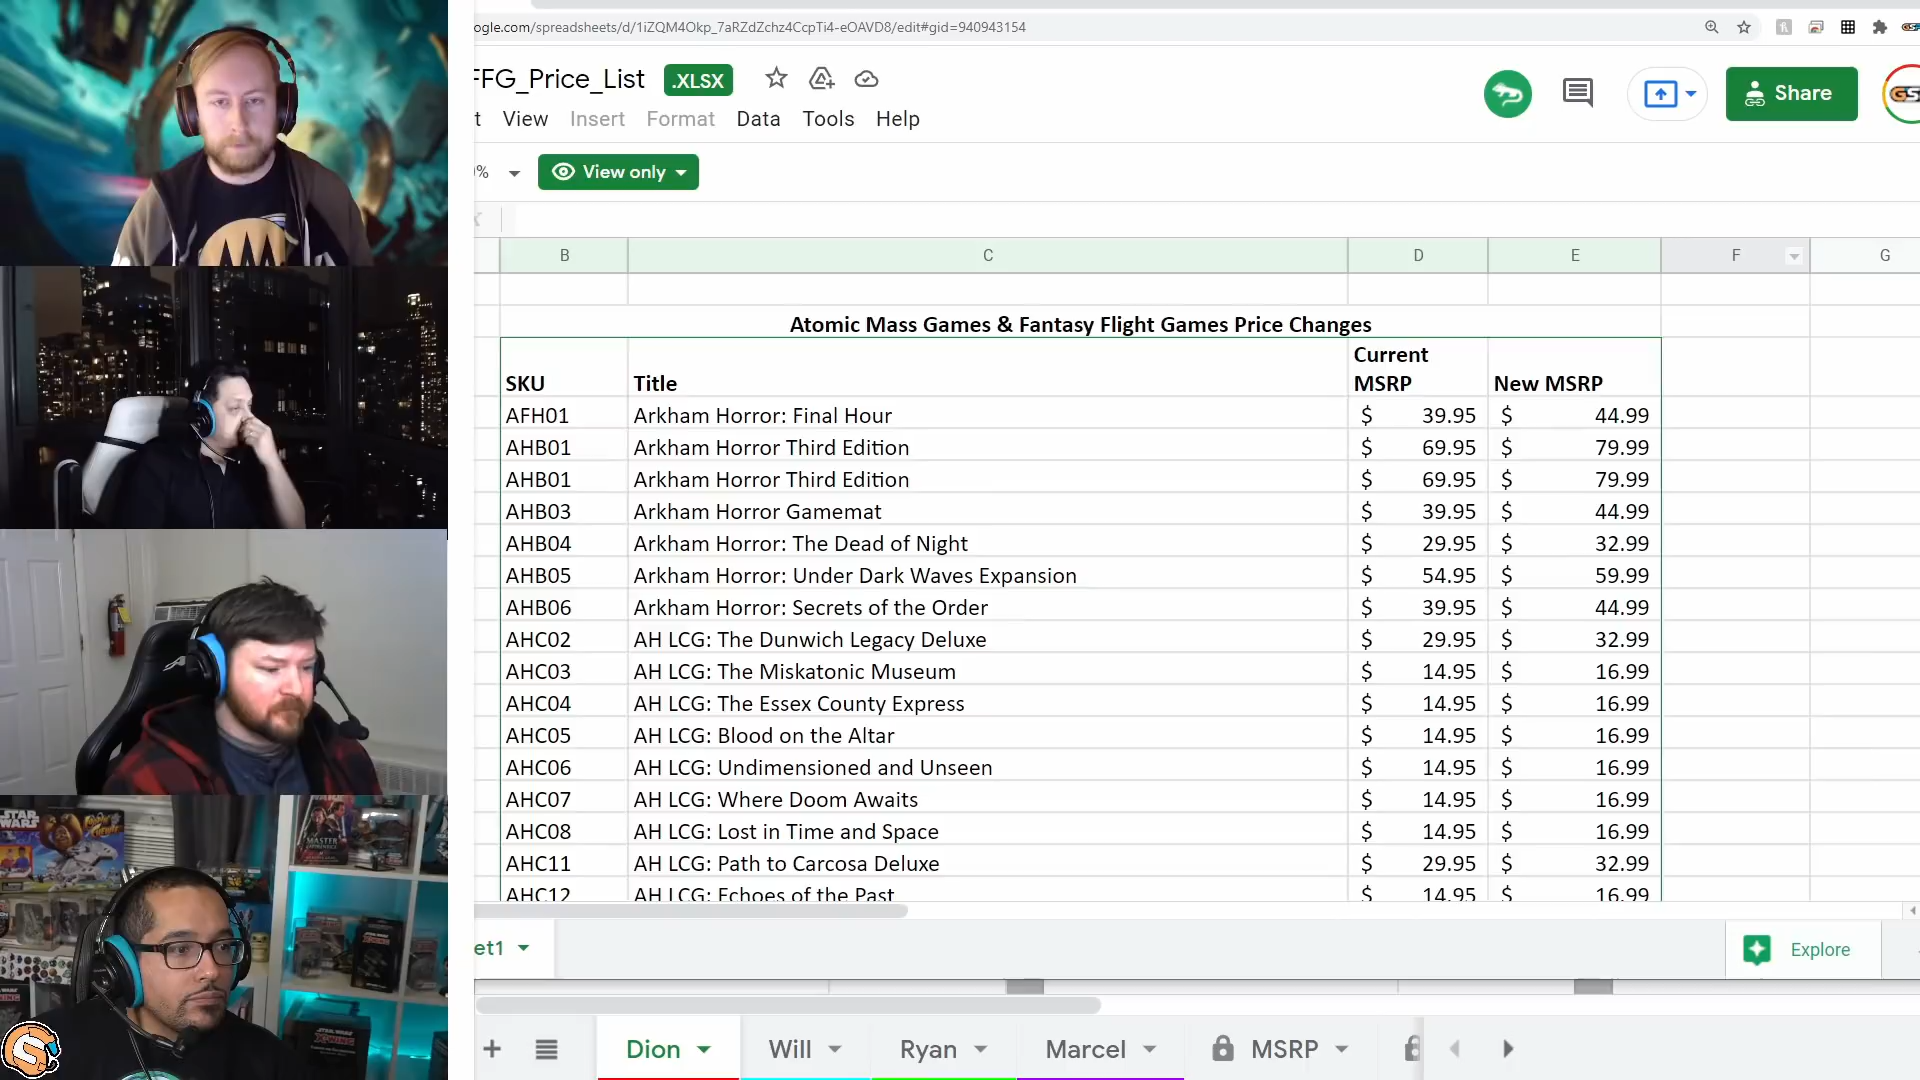 ogle.com/spreadsheets/d/1iZQM4Okp_7aRZdZchz4CcpTi4-eOAVD8/edit#gid=940943154
FFG_Price_List .XLSX
View Insert Format Data Tools Help
Share
% View only
B C D E F G
Atomic Mass Games & Fantasy Flight Games Price Changes
SKU Title Current MSRP New MSRP
AFH01 Arkham Horror: Final Hour $ 39.95 $ 44.99
AHB01 Arkham Horror Third Edition $ 69.95 $ 79.99
AHB01 Arkham Horror Third Edition $ 69.95 $ 79.99
AHB03 Arkham Horror Gamemat $ 39.95 $ 44.99
AHB04 Arkham Horror: The Dead of Night $ 29.95 $ 32.99
AHB05 Arkham Horror: Under Dark Waves Expansion $ 54.95 $ 59.99
AHB06 Arkham Horror: Secrets of the Order $ 39.95 $ 44.99
AHC02 AH LCG: The Dunwich Legacy Deluxe $ 29.95 $ 32.99
AHC03 AH LCG: The Miskatonic Museum $ 14.95 $ 16.99
AHC04 AH LCG: The Essex County Express $ 14.95 $ 16.99
AHC05 AH LCG: Blood on the Altar $ 14.95 $ 16.99
AHC06 AH LCG: Undimensioned and Unseen $ 14.95 $ 16.99
AHC07 AH LCG: Where Doom Awaits $ 14.95 $ 16.99
AHC08 AH LCG: Lost in Time and Space $ 14.95 $ 16.99
AHC11 AH LCG: Path to Carcosa Deluxe $ 29.95 $ 32.99
AHC12 AH LCG: Echoes of the Past $ 14.95 $ 16.99
et1
Explore
Dion Will Ryan Marcel MSRP
STAR WARS